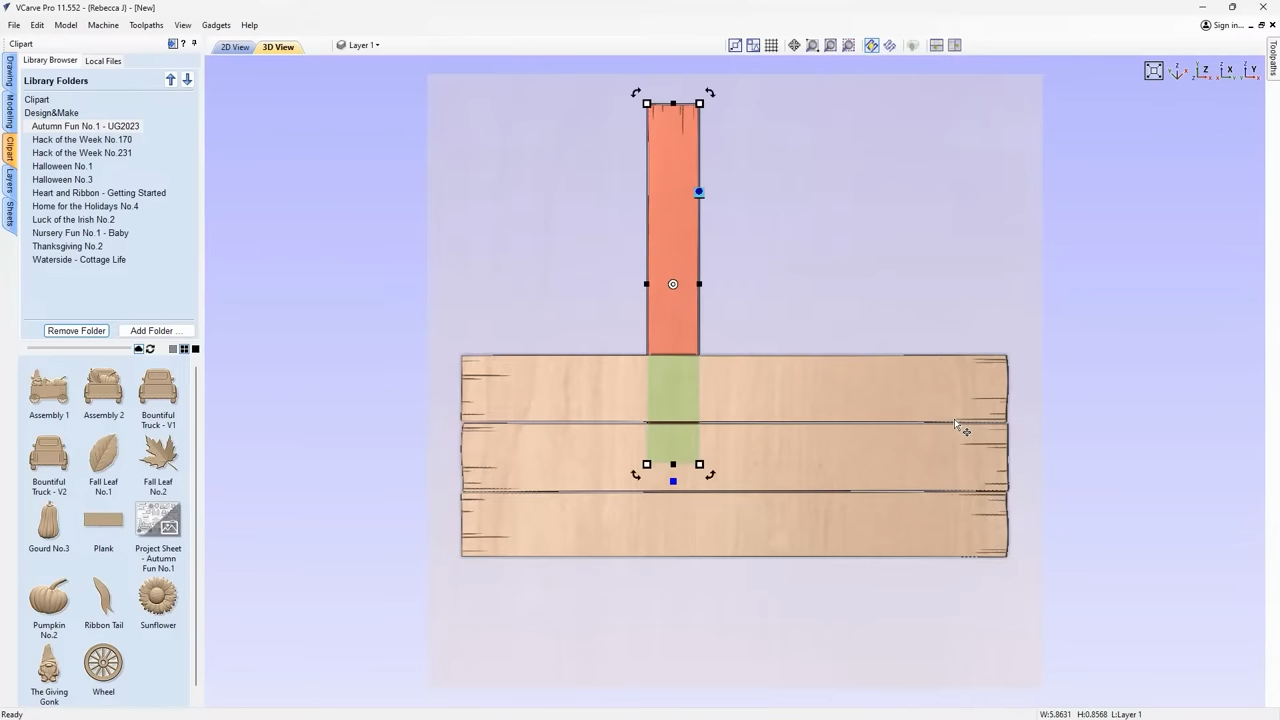 VCarve Pro 11.552 - {Rebecca J} - [New]
File Edit Model Machine Toolpaths View Gadgets Help
Sign in...
Clipart
2D View 3D View Layer 1
Library Browser Local Files
Library Folders
Clipart
Design&Make
Autumn Fun No.1 - UG2023
Hack of the Week No.170
Hack of the Week No.231
Halloween No.1
Halloween No.3
Heart and Ribbon - Getting Started
Home for the Holidays No.4
Luck of the Irish No.2
Nursery Fun No.1 - Baby
Thanksgiving No.2
Waterside - Cottage Life
Remove Folder Add Folder ...
Assembly 1 Assembly 2 Bountiful Truck - V1
Bountiful Truck - V2 Fall Leaf No.1 Fall Leaf No.2
Gourd No.3 Plank Project Sheet - Autumn Fun No.1
Pumpkin No.2 Ribbon Tail Sunflower
The Giving Gonk Wheel
Drawing
Modeling
Clipart
Layers
Sheets
Toolpaths
Z X Y
Ready
W:5.8631 H:0.8568 L:Layer 1